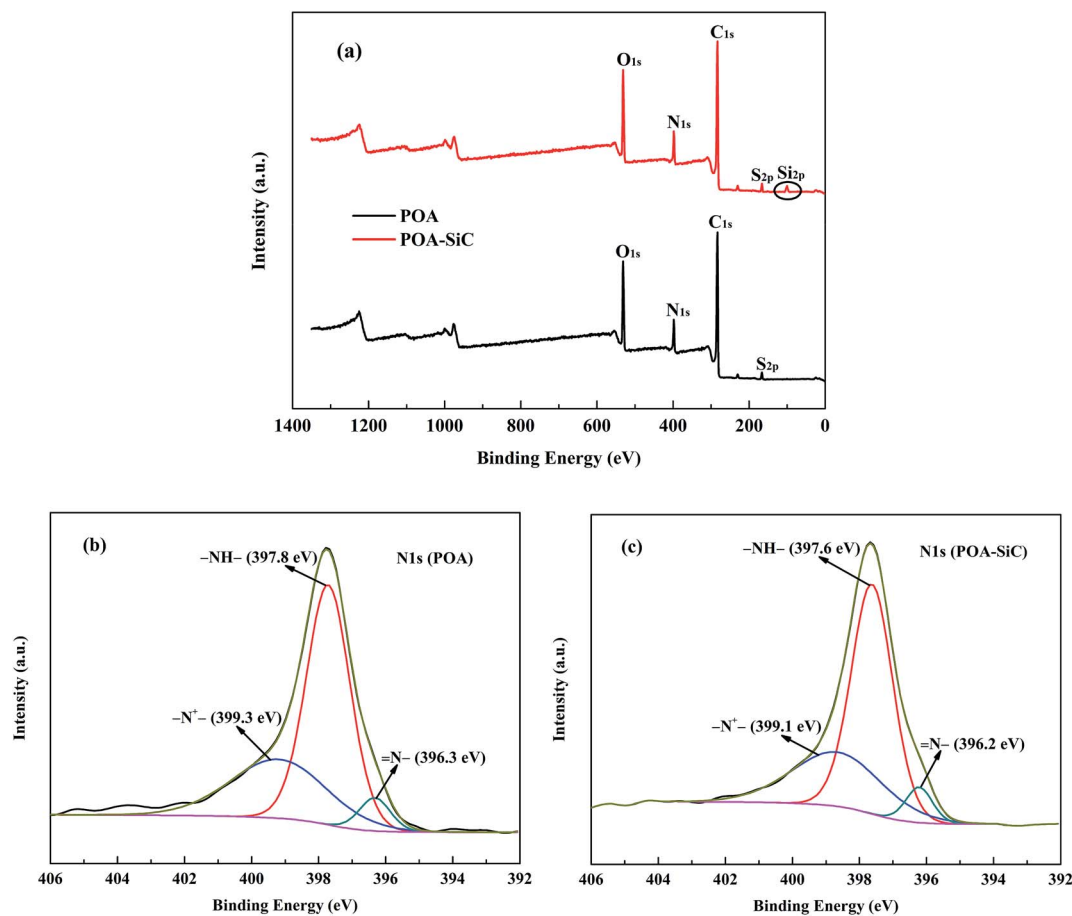 (a)
C1s
O1s
N1s
S2p Si2p
POA
POA-SiC
C1s
O1s
N1s
S2p
Intensity (a.u.)
1400 1200 1000 800 600 400 200 0
Binding Energy (eV)
(b)
N1s (POA)
–NH– (397.8 eV)
–N⁺– (399.3 eV)
=N– (396.3 eV)
Intensity (a.u.)
406 404 402 400 398 396 394 392
Binding Energy (eV)
(c)
N1s (POA-SiC)
–NH– (397.6 eV)
–N⁺– (399.1 eV)
=N– (396.2 eV)
Intensity (a.u.)
406 404 402 400 398 396 394 392
Binding Energy (eV)